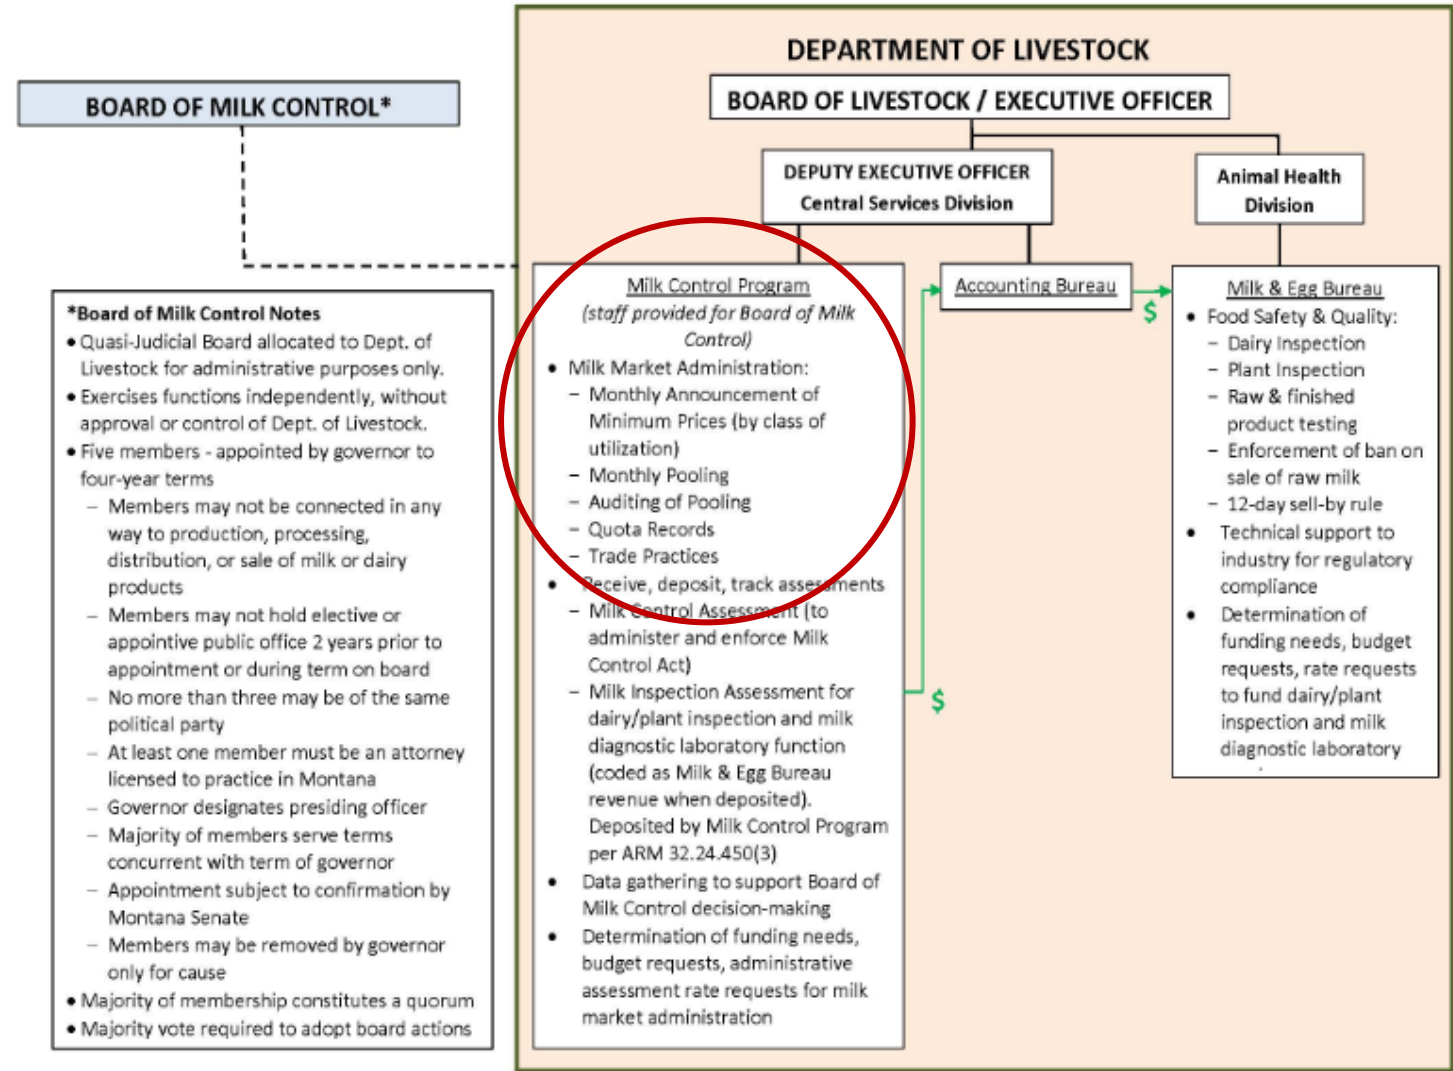 DEPARTMENT OF LIVESTOCK
BOARD OF LIVESTOCK / EXECUTIVE OFFICER
BOARD OF MILK CONTROL*
DEPUTY EXECUTIVE OFFICER
Central Services Division
Animal Health
Division
*Board of Milk Control Notes
• Quasi-Judicial Board allocated to Dept. of
Livestock for administrative purposes only.
• Exercises functions independently, without
approval or control of Dept. of Livestock.
• Five members - appointed by governor to
four-year terms
– Members may not be connected in any
way to production, processing,
distribution, or sale of milk or dairy
products
– Members may not hold elective or
appointive public office 2 years prior to
appointment or during term on board
– No more than three may be of the same
political party
– At least one member must be an attorney
licensed to practice in Montana
– Governor designates presiding officer
– Majority of members serve terms
concurrent with term of governor
– Appointment subject to confirmation by
Montana Senate
– Members may be removed by governor
only for cause
• Majority of membership constitutes a quorum
• Majority vote required to adopt board actions
Milk Control Program
(staff provided for Board of Milk
Control)
• Milk Market Administration:
– Monthly Announcement of
Minimum Prices (by class of
utilization)
– Monthly Pooling
– Auditing of Pooling
– Quota Records
– Trade Practices
• Receive, deposit, track assessments
– Milk Control Assessment (to
administer and enforce Milk
Control Act)
– Milk Inspection Assessment for
dairy/plant inspection and milk
diagnostic laboratory function
(coded as Milk & Egg Bureau
revenue when deposited).
Deposited by Milk Control Program
per ARM 32.24.450(3)
• Data gathering to support Board of
Milk Control decision-making
• Determination of funding needs,
budget requests, administrative
assessment rate requests for milk
market administration
$
Accounting Bureau
$
Milk & Egg Bureau
• Food Safety & Quality:
– Dairy Inspection
– Plant Inspection
– Raw & finished
product testing
– Enforcement of ban on
sale of raw milk
– 12-day sell-by rule
• Technical support to
industry for regulatory
compliance
• Determination of
funding needs, budget
requests, rate requests
to fund dairy/plant
inspection and milk
diagnostic laboratory